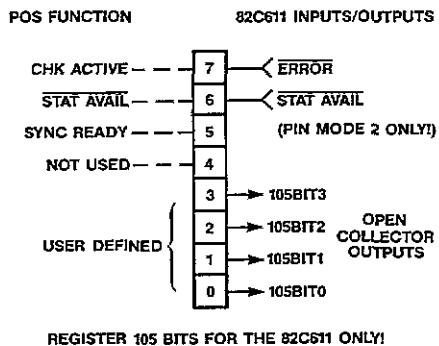 POS FUNCTION 82C611 INPUTS/OUTPUTS
CHK ACTIVE 7 ERROR
STAT AVAIL 6 STAT AVAIL
SYNC READY 5 (PIN MODE 2 ONLY!)
NOT USED 4
3 105BIT3
2 105BIT2
USER DEFINED OPEN COLLECTOR OUTPUTS
1 105BIT1
0 105BIT0
REGISTER 105 BITS FOR THE 82C611 ONLY!